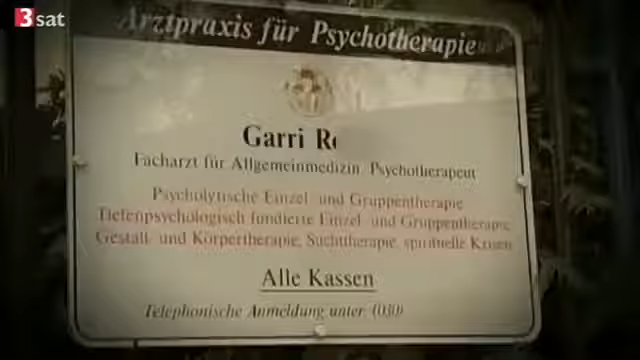 3sat
Arztpraxis für Psychotherapie
Garri R
Facharzt für Allgemeinmedizin, Psychotherapeut
Psycholytische Einzel- und Gruppentherapie
Tiefenpsychologisch fundierte Einzel- und Gruppentherapie
Gestalt- und Körpertherapie, Suchttherapie, spirituelle Krisen
Alle Kassen
Telephonische Anmeldung unter: (030)